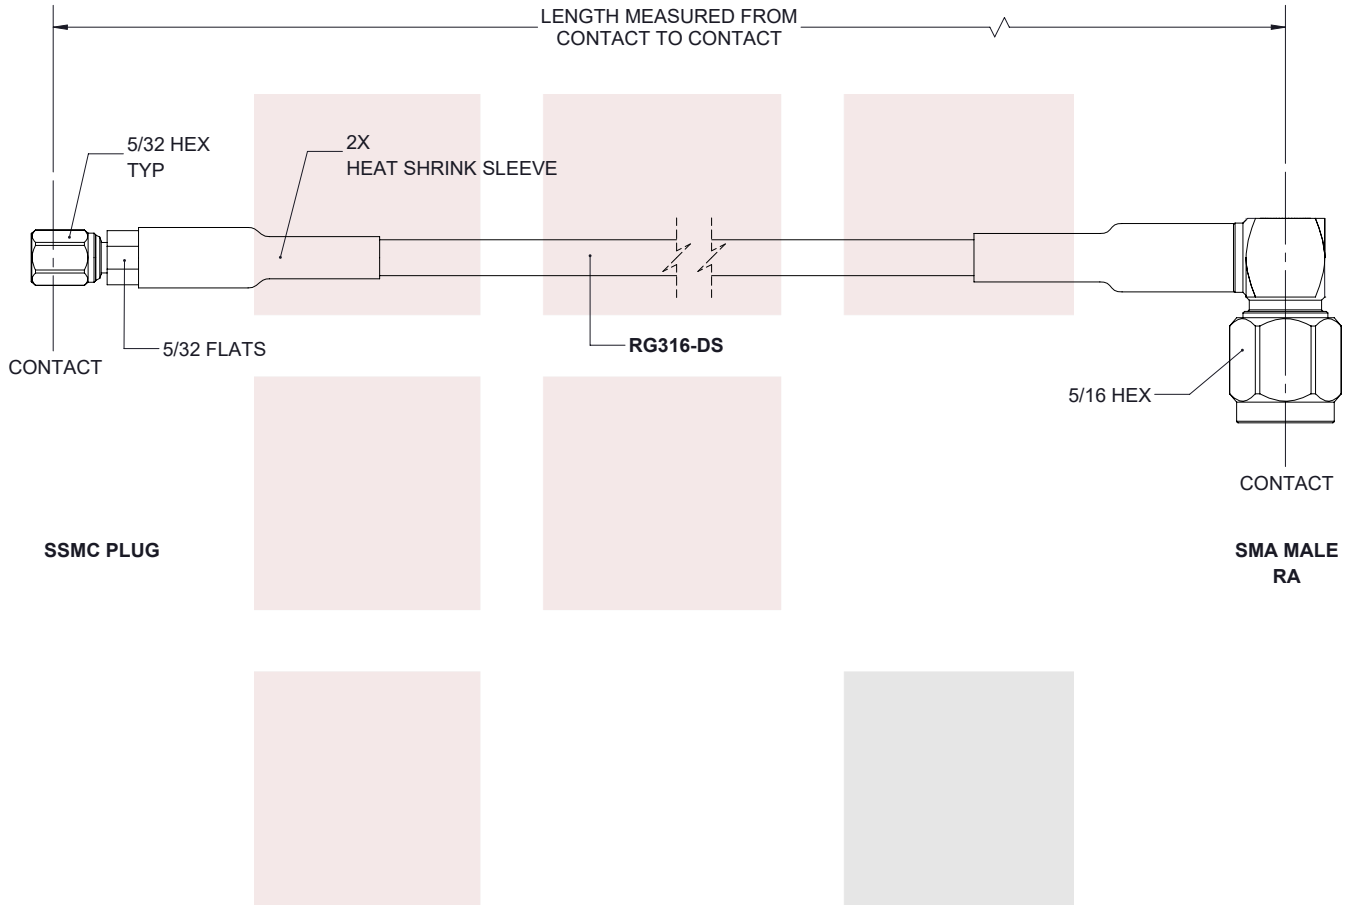 LENGTH MEASURED FROM
CONTACT TO CONTACT
5/32 HEX
TYP
2X
HEAT SHRINK SLEEVE
5/32 FLATS
RG316-DS
CONTACT
5/16 HEX
CONTACT
SSMC PLUG
SMA MALE
RA